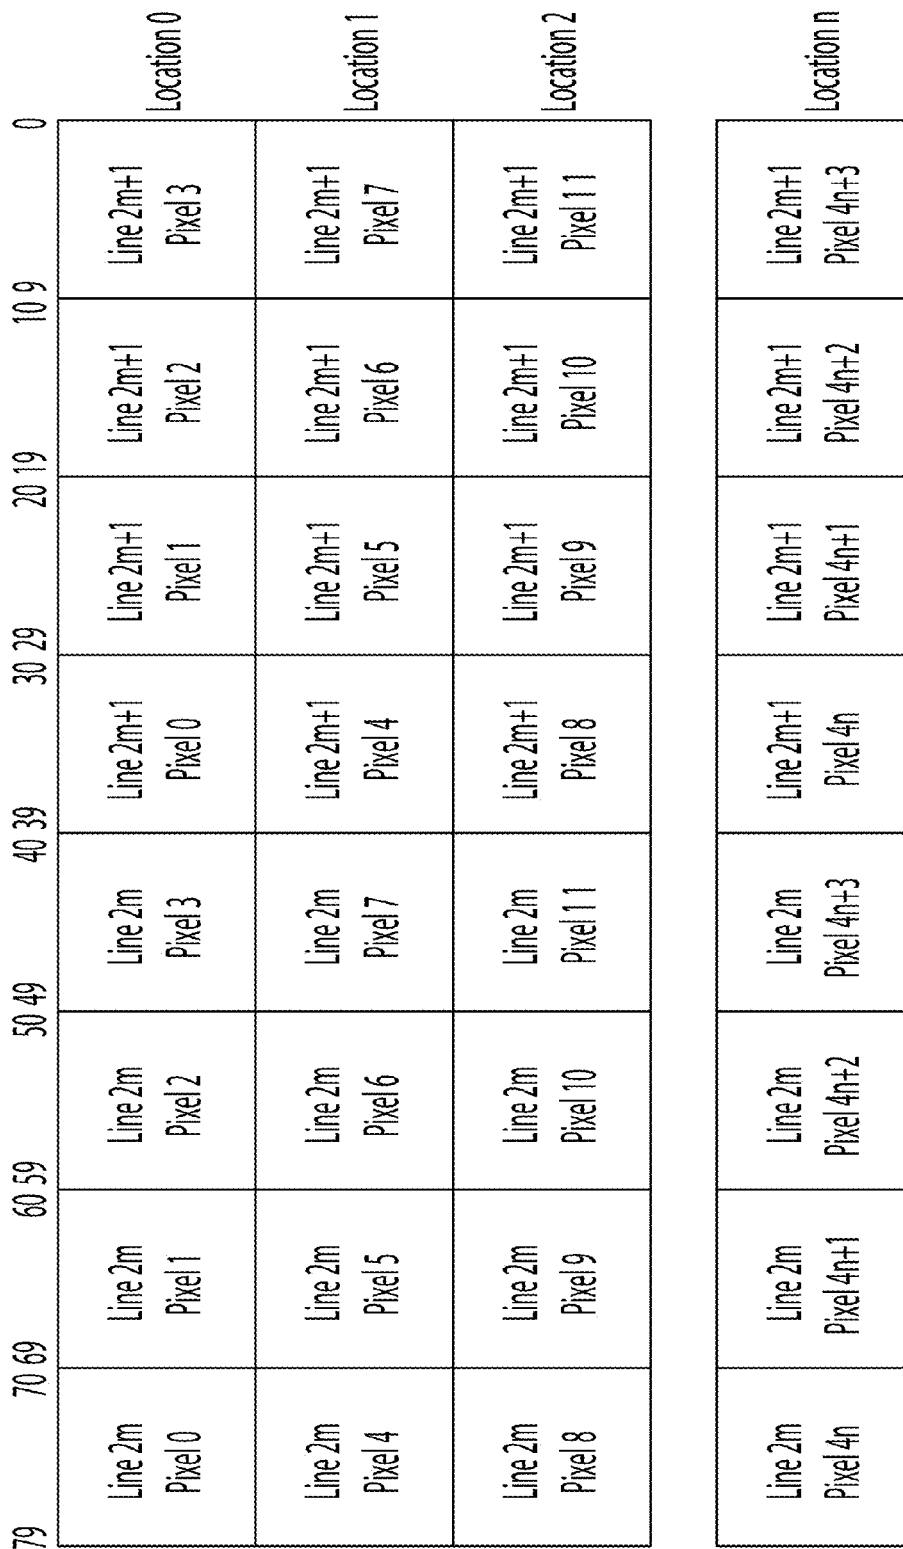 79 70 69 60 59 50 49 40 39 30 29 20 19 10 9 0
Line 2m
Pixel 0
Line 2m
Pixel 1
Line 2m
Pixel 2
Line 2m
Pixel 3
Line 2m+1
Pixel 0
Line 2m+1
Pixel 1
Line 2m+1
Pixel 2
Line 2m+1
Pixel 3
Location 0
Line 2m
Pixel 4
Line 2m
Pixel 5
Line 2m
Pixel 6
Line 2m
Pixel 7
Line 2m+1
Pixel 4
Line 2m+1
Pixel 5
Line 2m+1
Pixel 6
Line 2m+1
Pixel 7
Location 1
Line 2m
Pixel 8
Line 2m
Pixel 9
Line 2m
Pixel 10
Line 2m
Pixel 11
Line 2m+1
Pixel 8
Line 2m+1
Pixel 9
Line 2m+1
Pixel 10
Line 2m+1
Pixel 11
Location 2
Line 2m
Pixel 4n
Line 2m
Pixel 4n+1
Line 2m
Pixel 4n+2
Line 2m
Pixel 4n+3
Line 2m+1
Pixel 4n
Line 2m+1
Pixel 4n+1
Line 2m+1
Pixel 4n+2
Line 2m+1
Pixel 4n+3
Location n